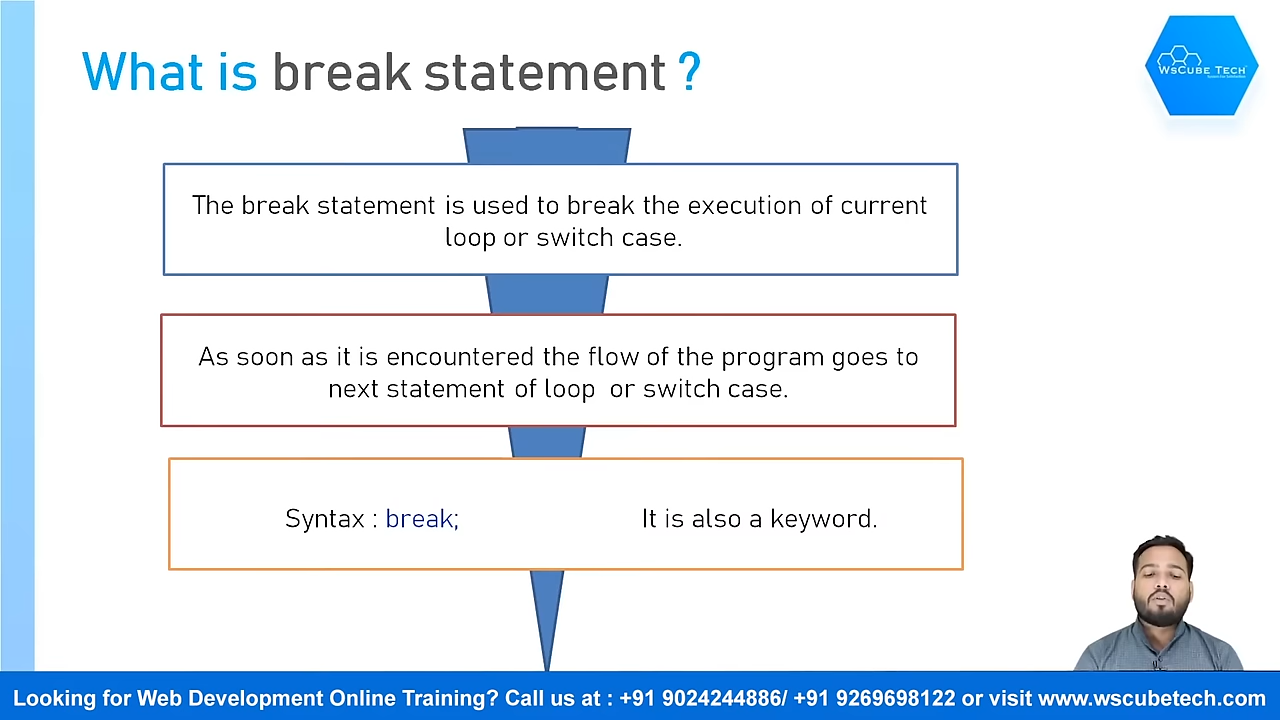 What is break statement ?
WsCube Tech
The break statement is used to break the execution of current
loop or switch case.
As soon as it is encountered the flow of the program goes to
next statement of loop or switch case.
Syntax : break;
It is also a keyword.
Looking for Web Development Online Training? Call us at : +91 9024244886/ +91 9269698122 or visit www.wscubetech.com